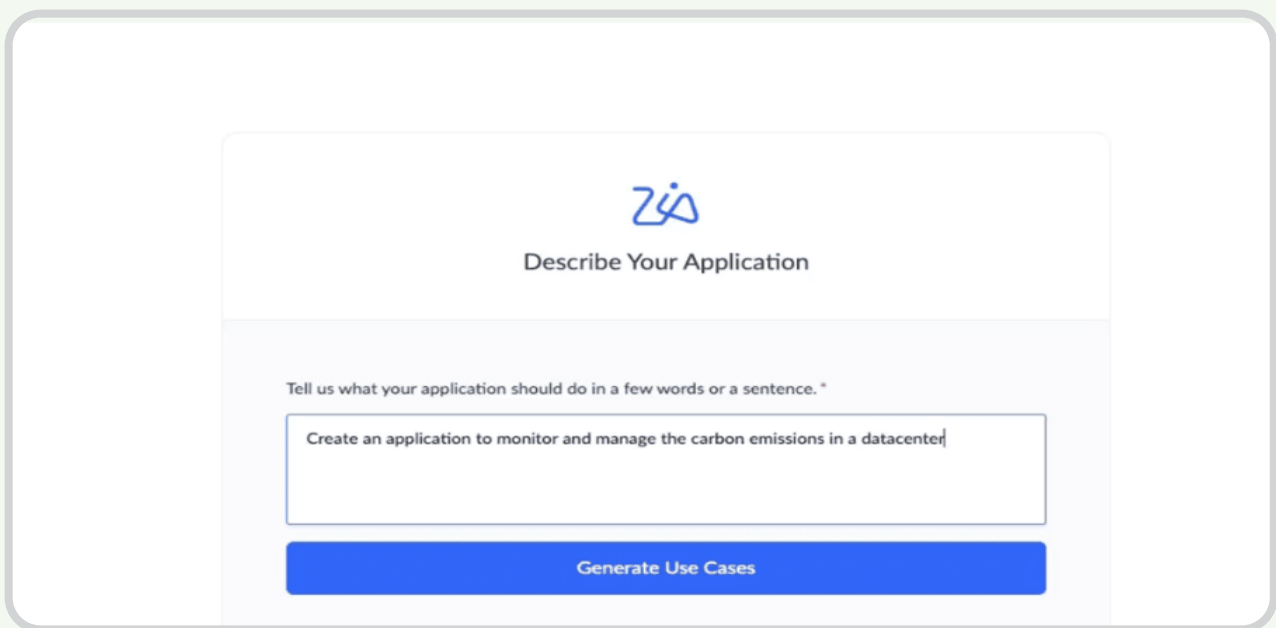 Zia
Describe Your Application
Tell us what your application should do in a few words or a sentence. *
Create an application to monitor and manage the carbon emissions in a datacenter
Generate Use Cases